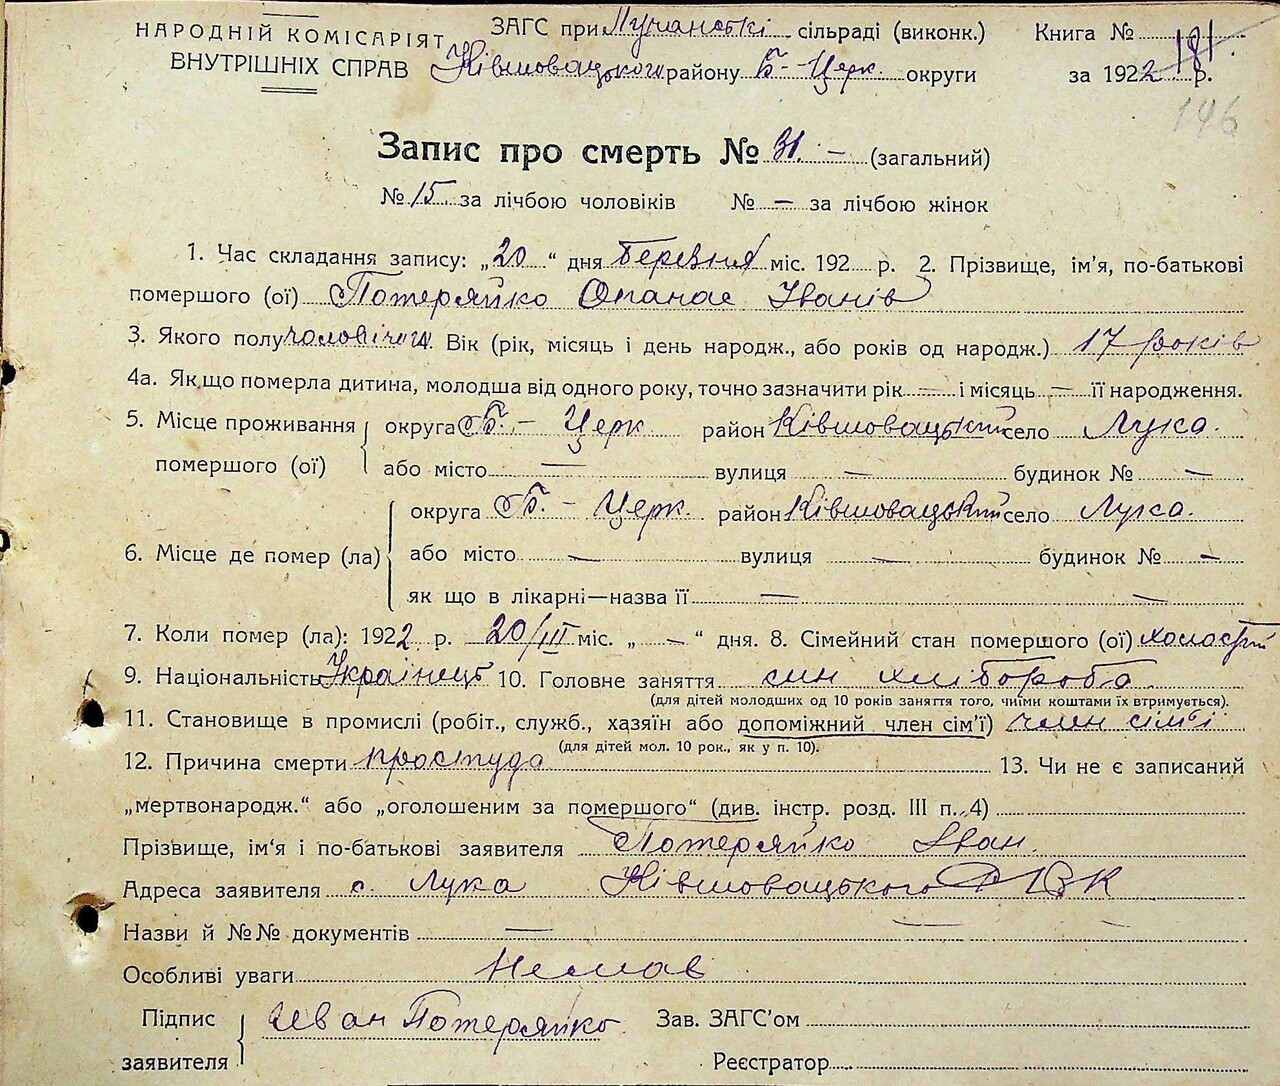 НАРОДНІЙ КОМІСАРІЯТ
ВНУТРІШНІХ СПРАВ
ЗАГС при Лучанські сільраді (виконк.) Книга №
Ківшовацького району Б.-Церк. округи за 1922 р.
181
146
Запис про смерть № 31. — (загальний)
№ 15 за лічбою чоловіків № — за лічбою жінок
1. Час складання запису: „20“ дня березня міс. 192 р. 2. Прізвище, ім'я, по-батькові
помершого (ої) Потеряйко Опанас Іванів
3. Якого полу чоловічого 4. Вік (рік, місяць і день народж., або років од народж.) 17 років
4а. Як що померла дитина, молодша від одного року, точно зазначити рік — і місяць — її народження.
5. Місце проживання округа Б. - Церк район Ківшовацький село Лука.
помершого (ої) або місто — вулиця — будинок № —
округа Б. - Церк. район Ківшовацький село Лука.
6. Місце де помер (ла) або місто — вулиця — будинок № —
як що в лікарні—назва її — —
7. Коли помер (ла): 1922 р. 20/III міс. „ — “ дня. 8. Сімейний стан помершого (ої) холостий
9. Національність Українець 10. Головне заняття син хлібороба
(для дітей молодших од 10 років заняття того, чиїми коштами їх втримується).
11. Становище в промислі (робіт., служб., хазяїн або допоміжний член сім'ї) член сімї
(для дітей мол. 10 рок., як у п. 10).
12. Причина смерти простуда 13. Чи не є записаний
„мертвонародж.“ або „оголошеним за помершого“ (див. інстр. розд. III п. 4)
Прізвище, ім'я і по-батькові заявителя Потеряйко Іван.
Адреса заявителя с. Лука Ківшовацького РВК
Назви й №№ документів — —
Особливі уваги Немає
Підпис заявителя Иван Потеряйко. Зав. ЗАГС'ом
Реєстратор